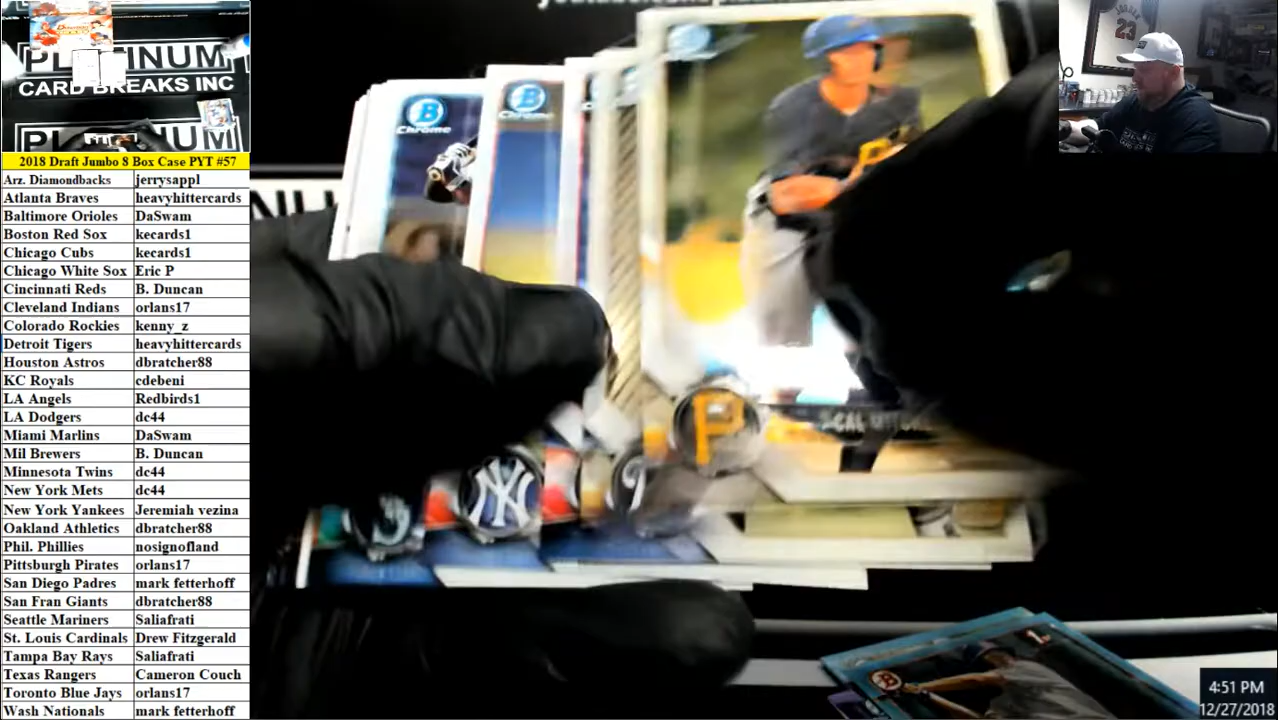 PLATINUM
CARD BREAKS INC
PLATINUM
23
2018 Draft Jumbo 8 Box Case PYT #57
Arz. Diamondbacks jerrysappl
Atlanta Braves heavyhittercards
Baltimore Orioles DaSwam
Boston Red Sox kecards1
Chicago Cubs kecards1
Chicago White Sox Eric P
Cincinnati Reds B. Duncan
Cleveland Indians orlans17
Colorado Rockies kenny_z
Detroit Tigers heavyhittercards
Houston Astros dbratcher88
KC Royals cdebeni
LA Angels Redbirds1
LA Dodgers dc44
Miami Marlins DaSwam
Mil Brewers B. Duncan
Minnesota Twins dc44
New York Mets dc44
New York Yankees Jeremiah vezina
Oakland Athletics dbratcher88
Phil. Phillies nosignofland
Pittsburgh Pirates orlans17
San Diego Padres mark fetterhoff
San Fran Giants dbratcher88
Seattle Mariners Saliafrati
St. Louis Cardinals Drew Fitzgerald
Tampa Bay Rays Saliafrati
Texas Rangers Cameron Couch
Toronto Blue Jays orlans17
Wash Nationals mark fetterhoff
B
Chrome
B
Chrome
P
P
NY
B
4:51 PM
12/27/2018